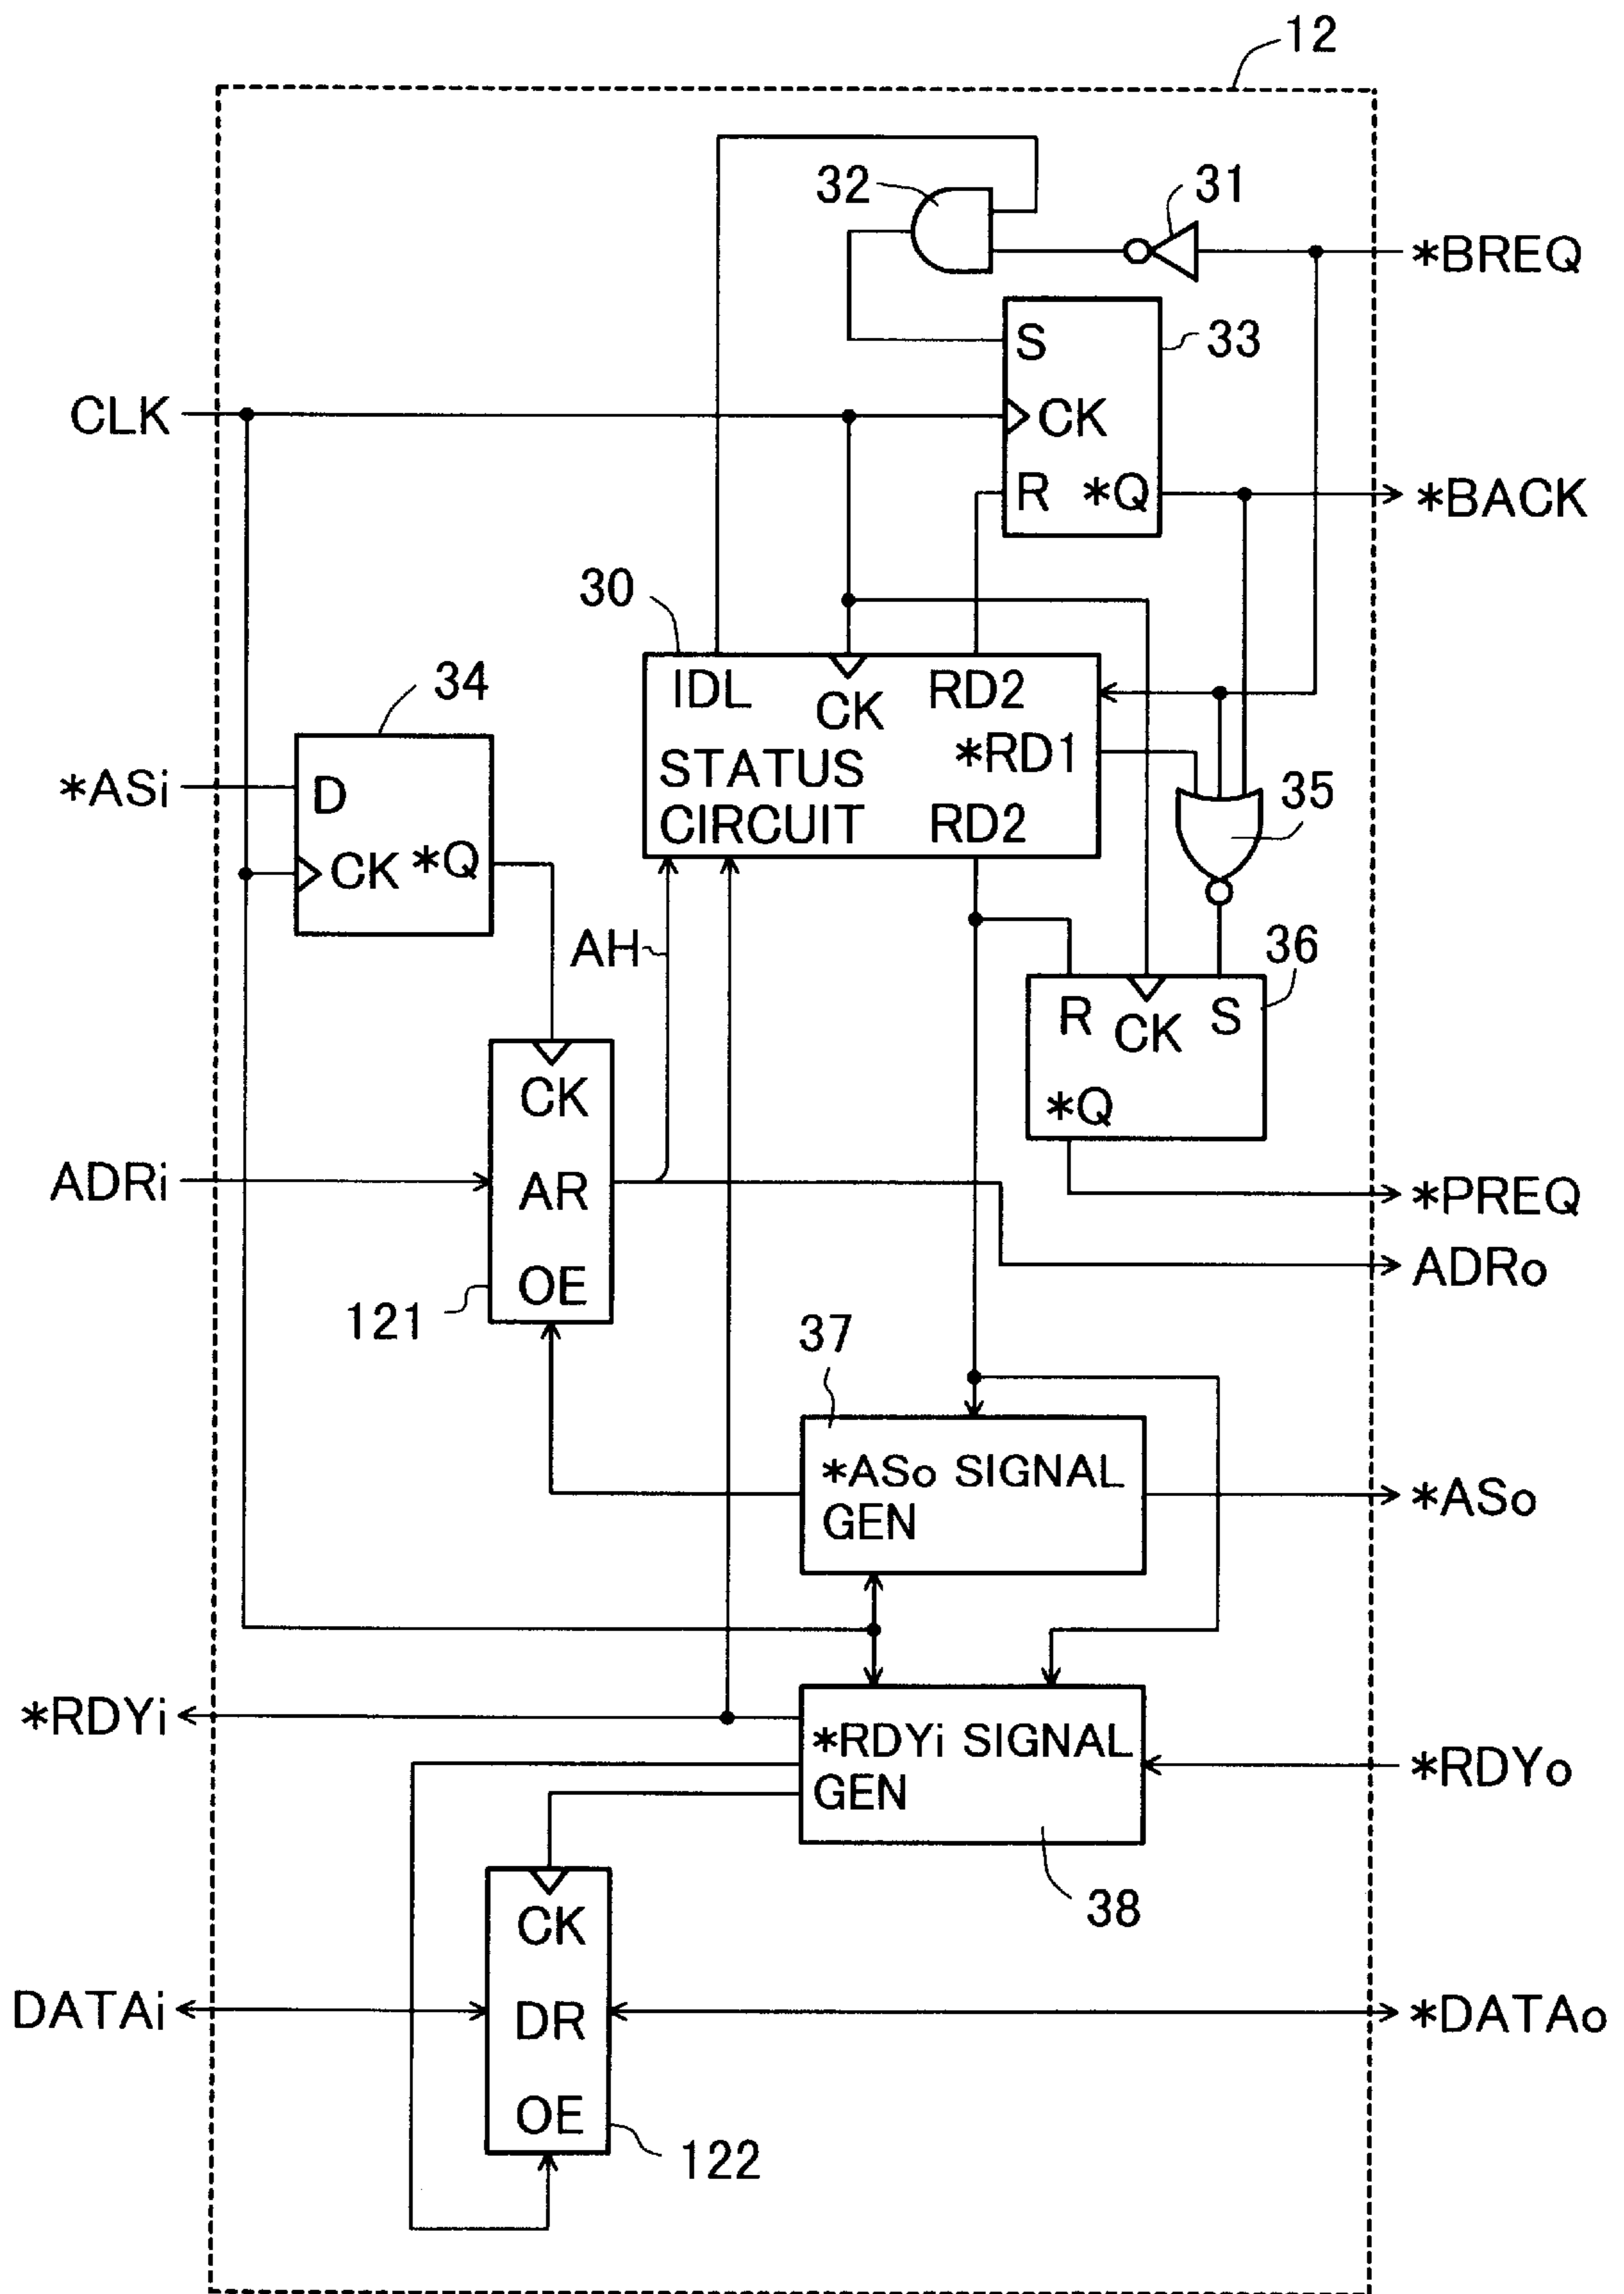 12
32
31
*BREQ
S
33
CLK
CK
R *Q
*BACK
30
IDL
CK
RD2
34
*RD1
STATUS
CIRCUIT
RD2
35
*ASi
D
CK *Q
AH
36
R CK S
*Q
CK
ADRi
AR
*PREQ
OE
ADRo
121
37
*ASo SIGNAL
GEN
*ASo
*RDYi
*RDYi SIGNAL
GEN
*RDYo
38
CK
DATAi
DR
*DATAo
OE
122